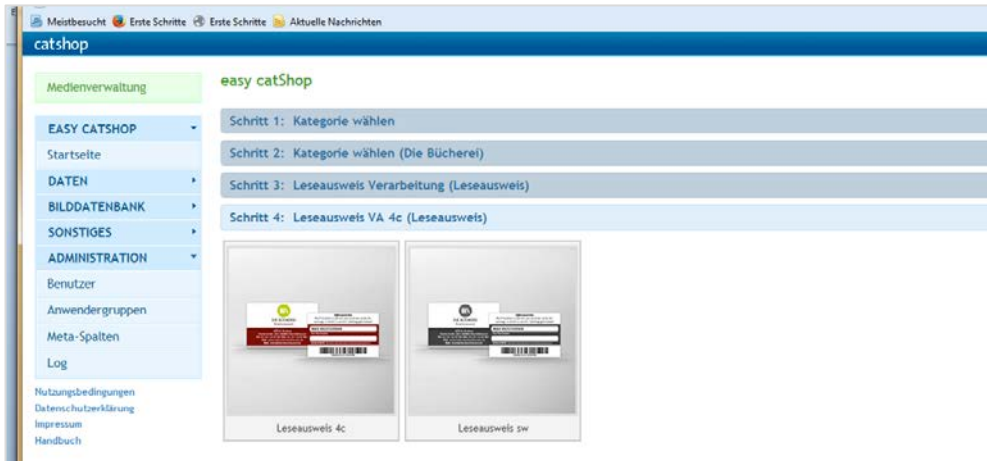 Meistbesucht Erste Schritte Erste Schritte Aktuelle Nachrichten
catshop
Medienverwaltung
EASY CATSHOP
Startseite
DATEN
BILDDATENBANK
SONSTIGES
ADMINISTRATION
Benutzer
Anwendergruppen
Meta-Spalten
Log
Nutzungsbedingungen
Datenschutzerklärung
Impressum
Handbuch
easy catShop
Schritt 1: Kategorie wählen
Schritt 2: Kategorie wählen (Die Bücherei)
Schritt 3: Leseausweis Verarbeitung (Leseausweis)
Schritt 4: Leseausweis VA 4c (Leseausweis)
Leseausweis 4c
Leseausweis sw